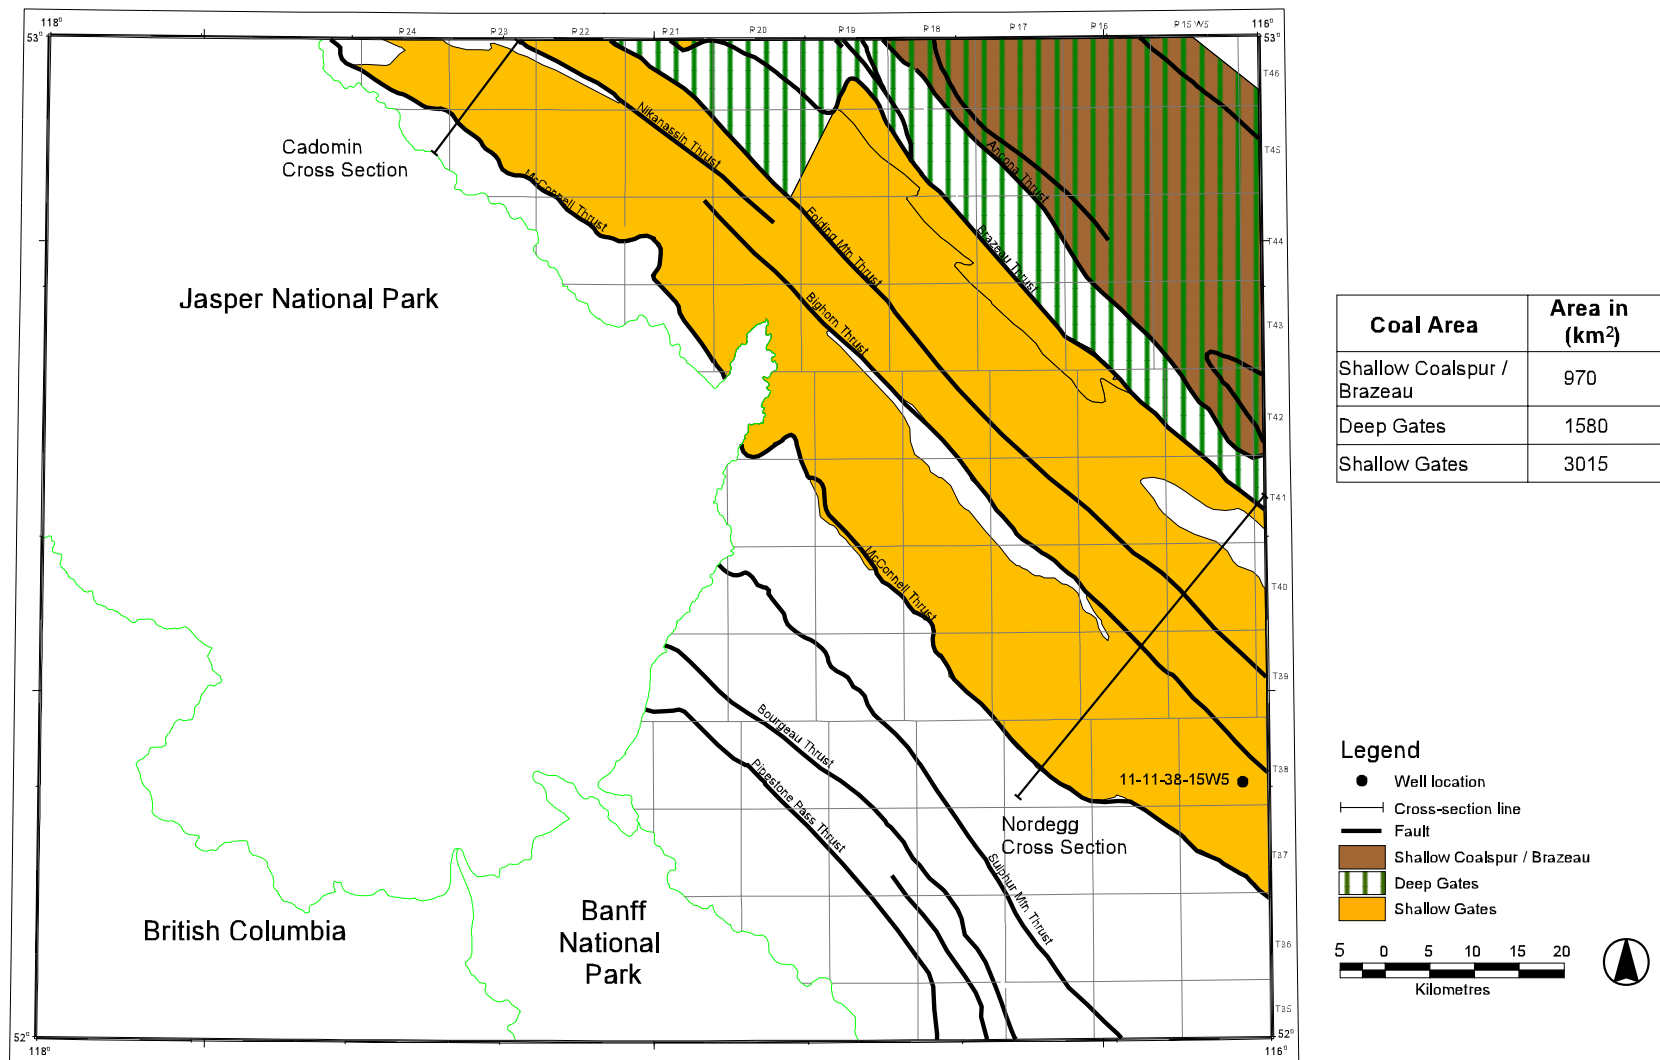 118°
R 24
R 23
R 22
R 21
R 20
R 19
R 18
R 17
R 16
R 15 W5
116°
53°
53°
T46
T45
T44
T43
T42
T41
T40
T39
T38
T37
T36
T35
Cadomin
Cross Section
Nikanassin Thrust
McConnell Thrust
Ancona Thrust
Folding Mtn Thrust
Brazeau Thrust
Bighorn Thrust
Jasper National Park
McConnell Thrust
Bourgeau Thrust
Pipestone Pass Thrust
Sulphur Mtn Thrust
11-11-38-15W5
Nordegg
Cross Section
British Columbia
Banff
National
Park
52°
118°
52°
116°
Coal Area
Area in
(km²)
Shallow Coalspur /
Brazeau
970
Deep Gates
1580
Shallow Gates
3015
Legend
Well location
Cross-section line
Fault
Shallow Coalspur / Brazeau
Deep Gates
Shallow Gates
5 0 5 10 15 20
Kilometres